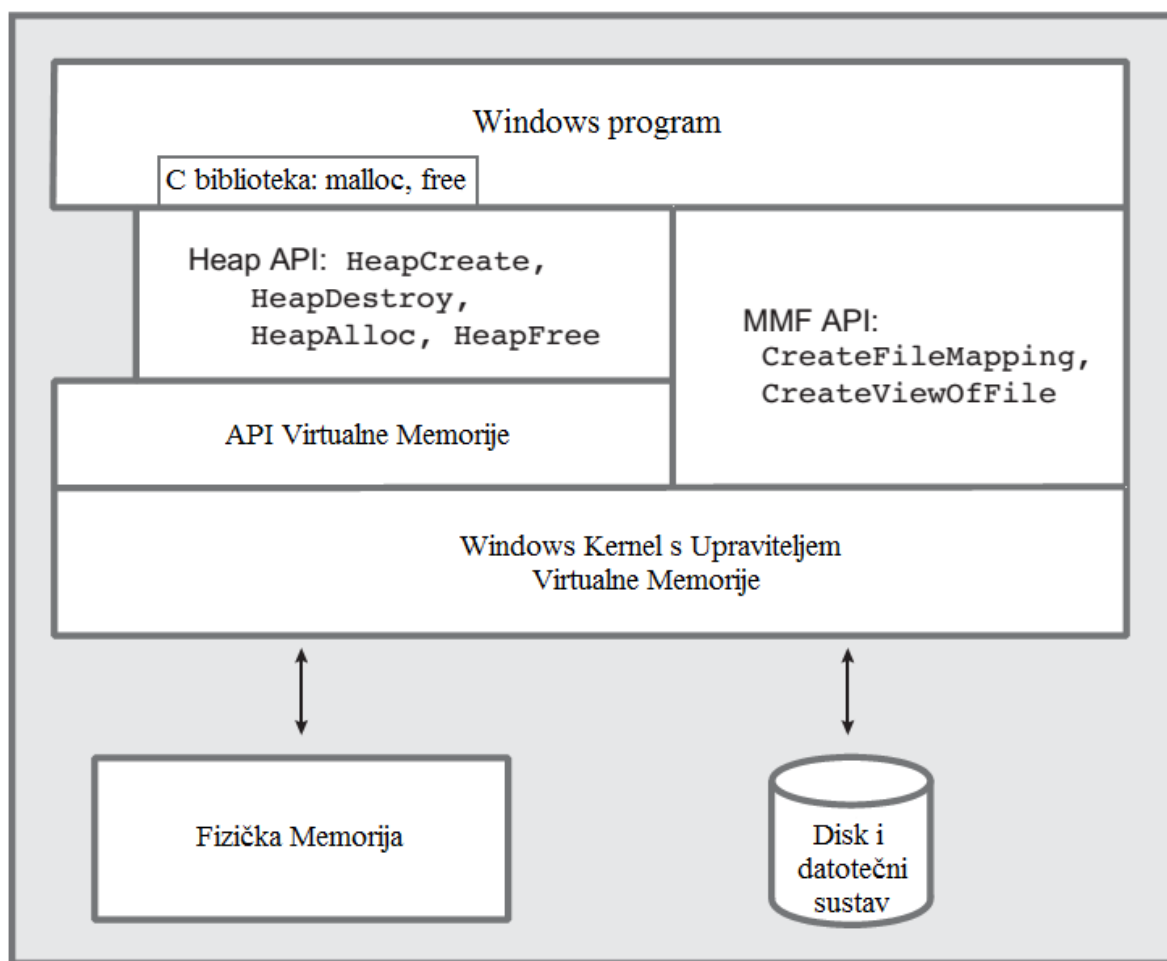 Windows program
C biblioteka: malloc, free
Heap API: HeapCreate,
HeapDestroy,
HeapAlloc, HeapFree
MMF API:
CreateFileMapping,
CreateViewOfFile
API Virtualne Memorije
Windows Kernel s Upraviteljem
Virtualne Memorije
Fizička Memorija
Disk i
datotečni
sustav